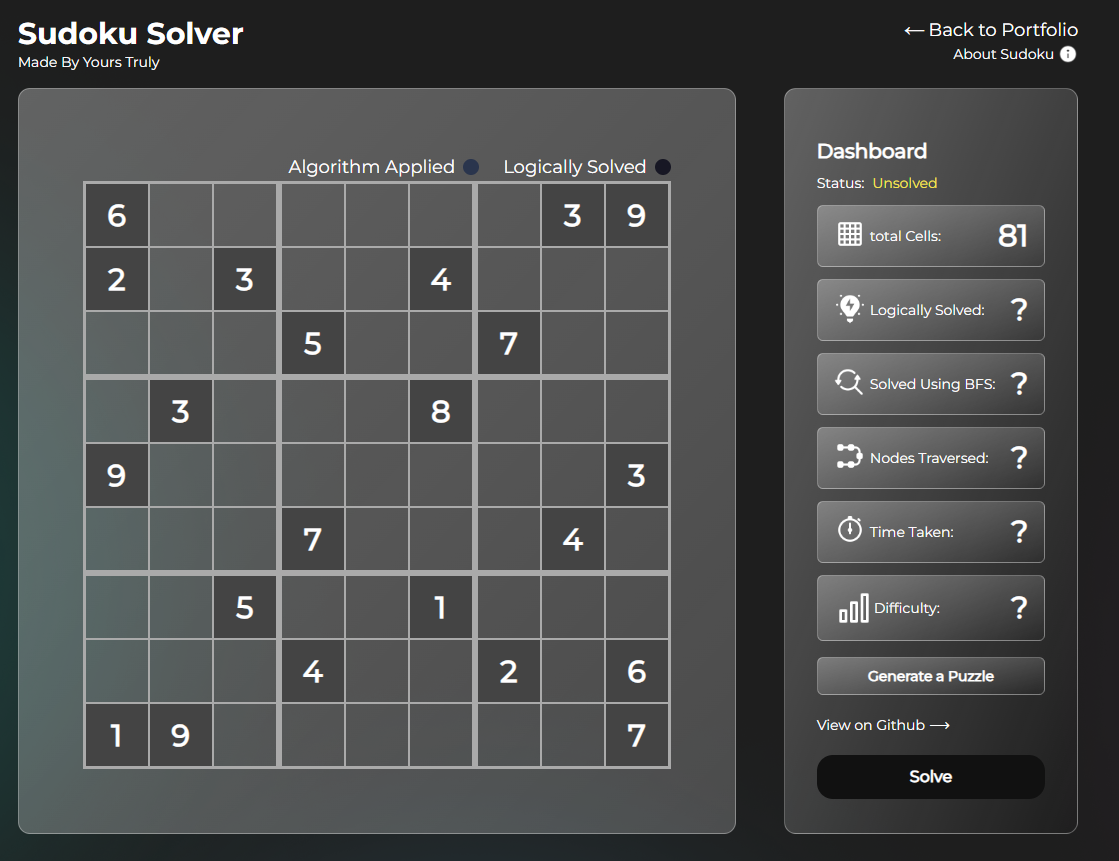 Sudoku Solver
Made By Yours Truly
← Back to Portfolio
About Sudoku
Algorithm Applied Logically Solved
6 3 9
2 3 4
5 7
3 8
9 3
7 4
5 1
4 2 6
1 9 7
Dashboard
Status: Unsolved
total Cells: 81
Logically Solved: ?
Solved Using BFS: ?
Nodes Traversed: ?
Time Taken: ?
Difficulty: ?
Generate a Puzzle
View on Github →
Solve